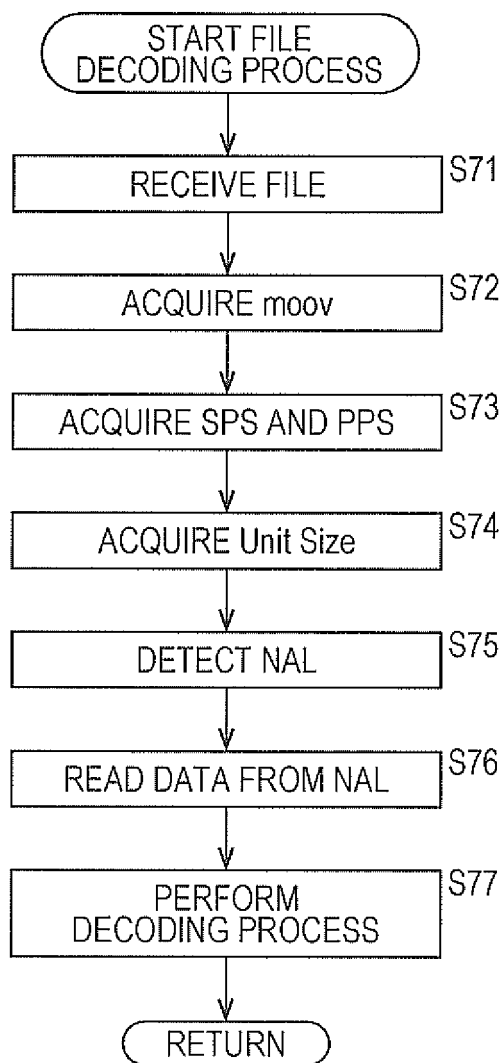 START FILE
DECODING PROCESS
S71
RECEIVE FILE
S72
ACQUIRE moov
S73
ACQUIRE SPS AND PPS
S74
ACQUIRE Unit Size
S75
DETECT NAL
S76
READ DATA FROM NAL
S77
PERFORM
DECODING PROCESS
RETURN